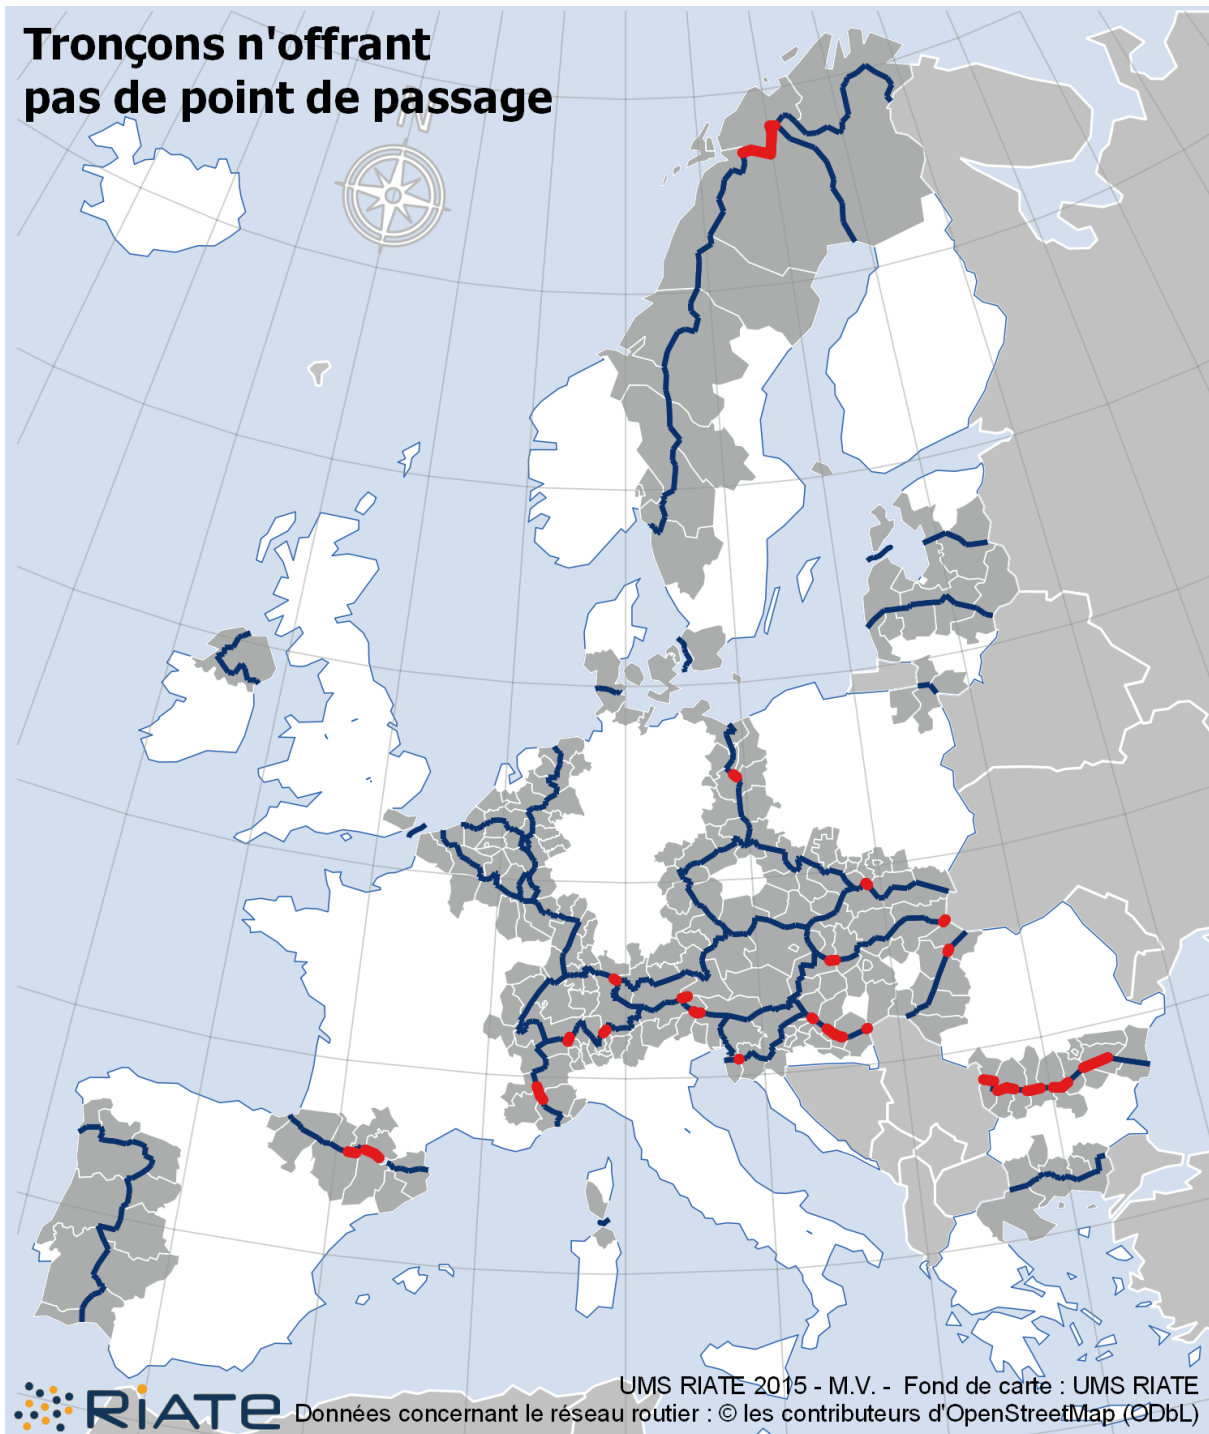 Tronçons n'offrant
pas de point de passage
N
UMS RIATE 2015 - M.V. - Fond de carte : UMS RIATE
RIATE
Données concernant le réseau routier : © les contributeurs d'OpenStreetMap (ODbL)